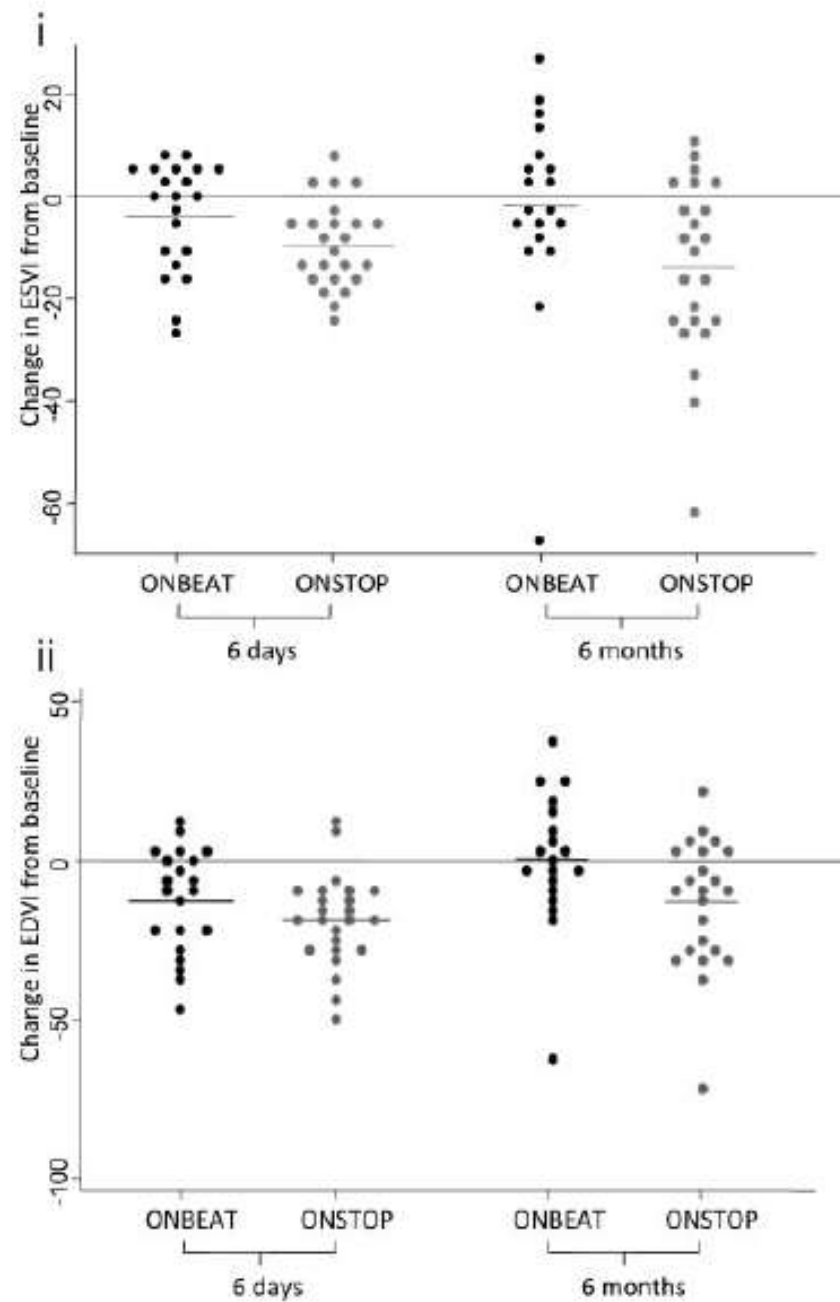 i
Change in ESVI from baseline
20
0
-20
-40
-60
ONBEAT ONSTOP ONBEAT ONSTOP
6 days 6 months
ii
Change in EDVI from baseline
50
0
-50
-100
ONBEAT ONSTOP ONBEAT ONSTOP
6 days 6 months